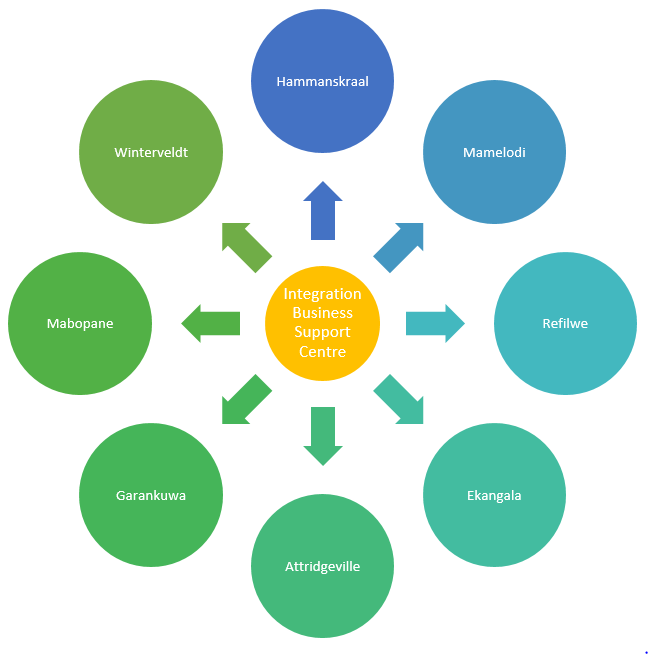 Hammanskraal
Winterveldt
Mamelodi
Mabopane
Integration
Business
Support
Centre
Refilwe
Garankuwa
Ekangala
Attridgeville